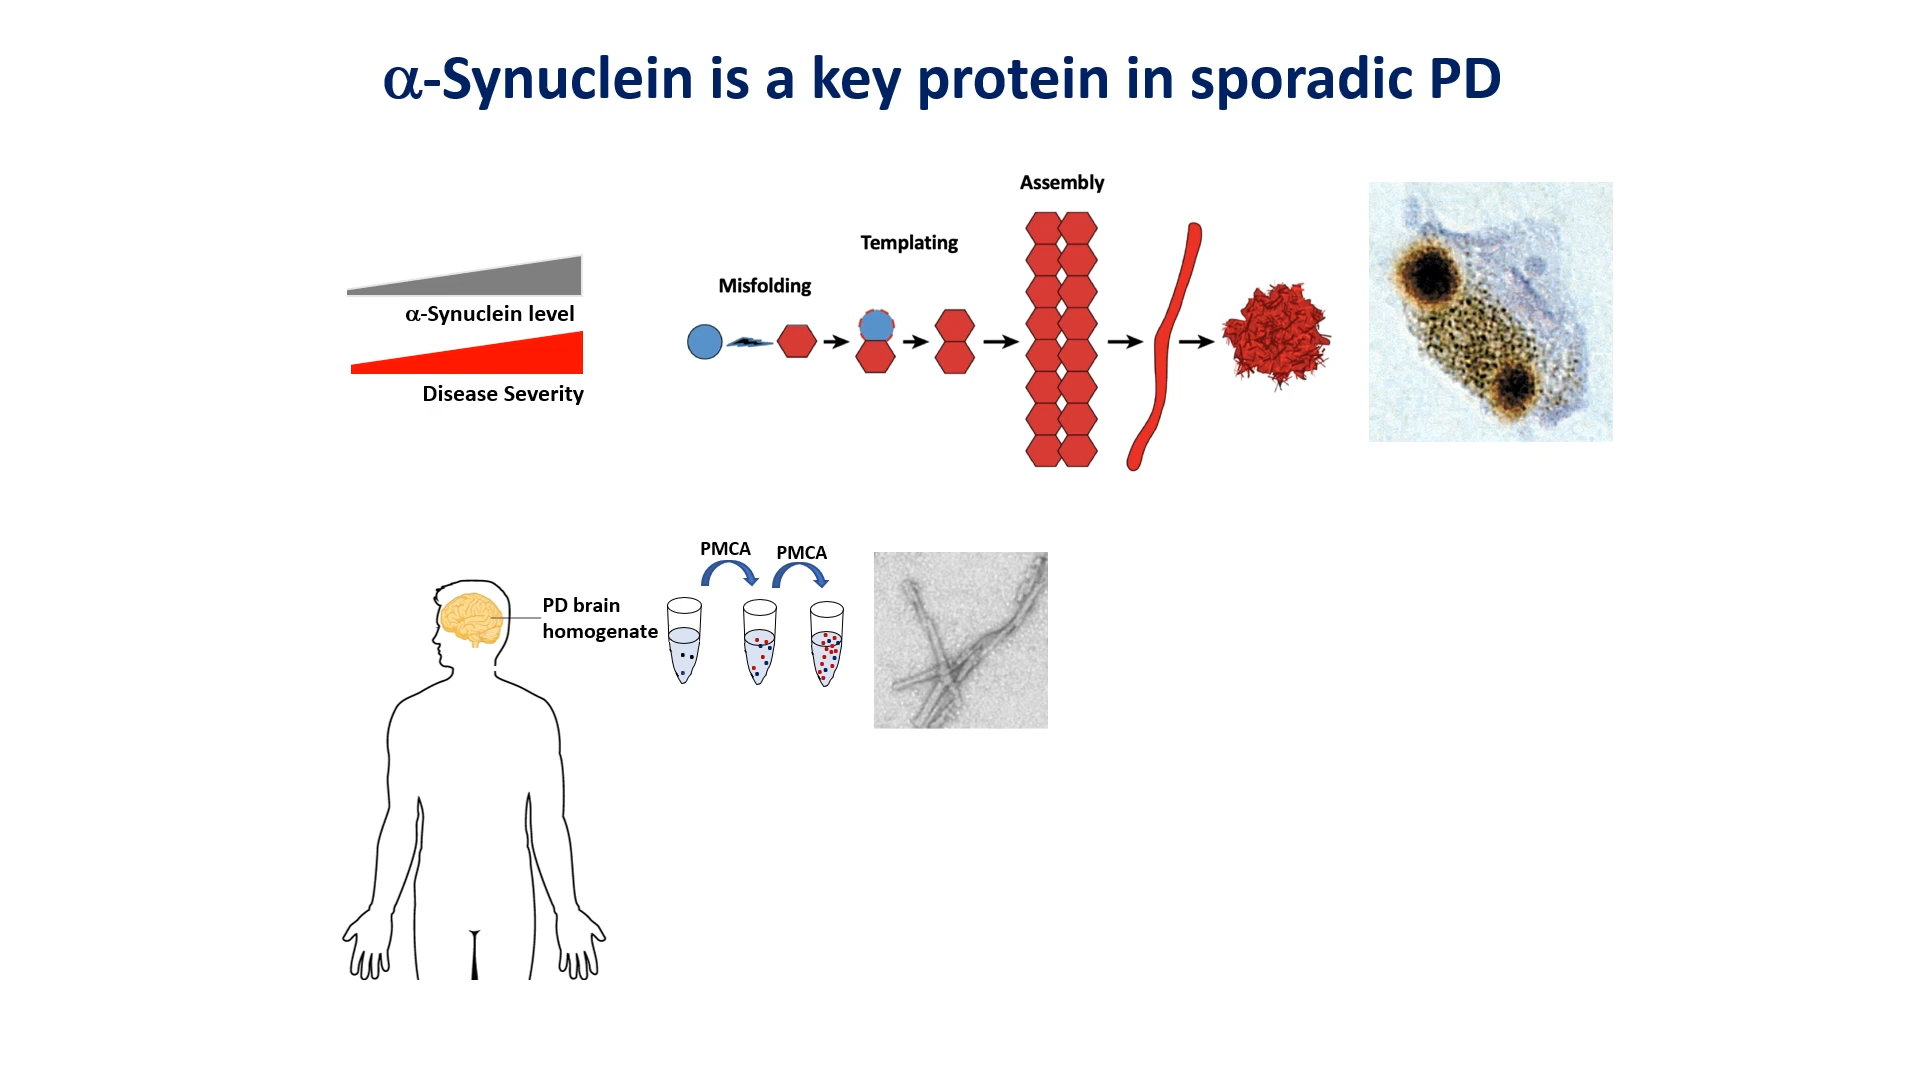 α-Synuclein is a key protein in sporadic PD
α-Synuclein level
Disease Severity
Misfolding
Templating
Assembly
PD brain
homogenate
PMCA
PMCA